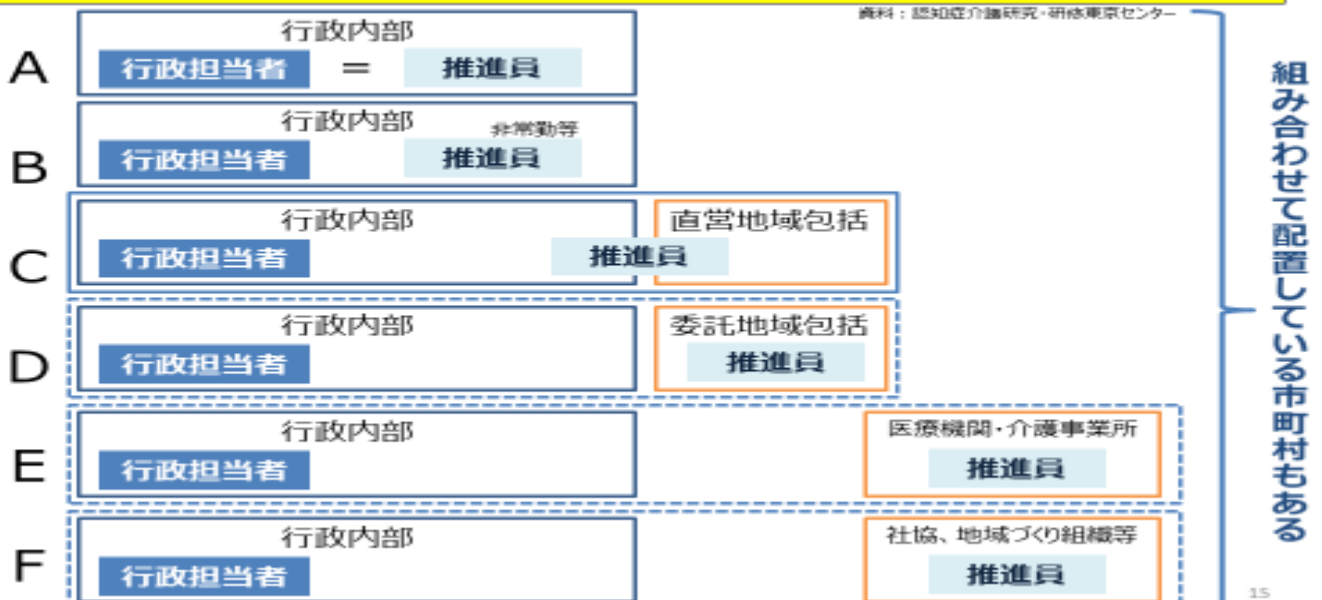 資料：認知症介護研究・研修東京センター
A
行政内部
行政担当者 ＝ 推進員
B
行政内部
非常勤等
行政担当者 推進員
C
行政内部 直営地域包括
行政担当者 推進員
D
行政内部 委託地域包括
行政担当者 推進員
E
行政内部 医療機関・介護事業所
行政担当者 推進員
F
行政内部 社協、地域づくり組織等
行政担当者 推進員
組み合わせて配置している市町村もある
15